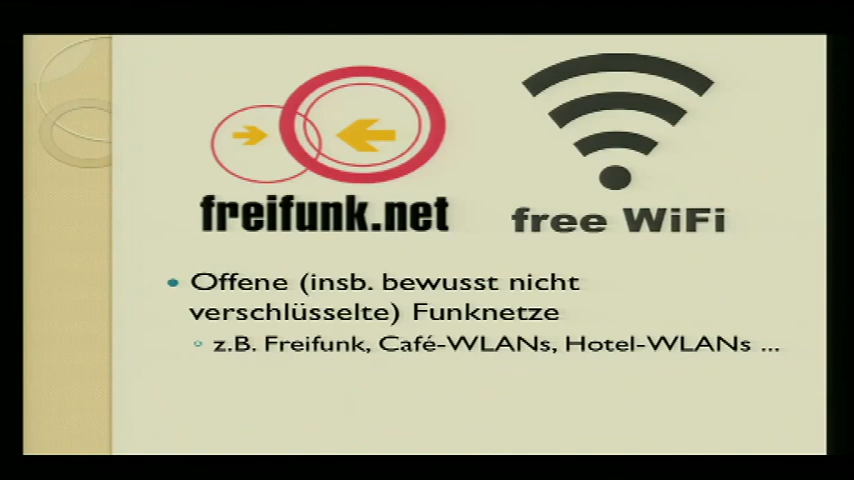 freifunk.net
free WiFi
Offene (insb. bewusst nicht
verschlüsselte) Funknetze
z.B. Freifunk, Café-WLANs, Hotel-WLANs ...